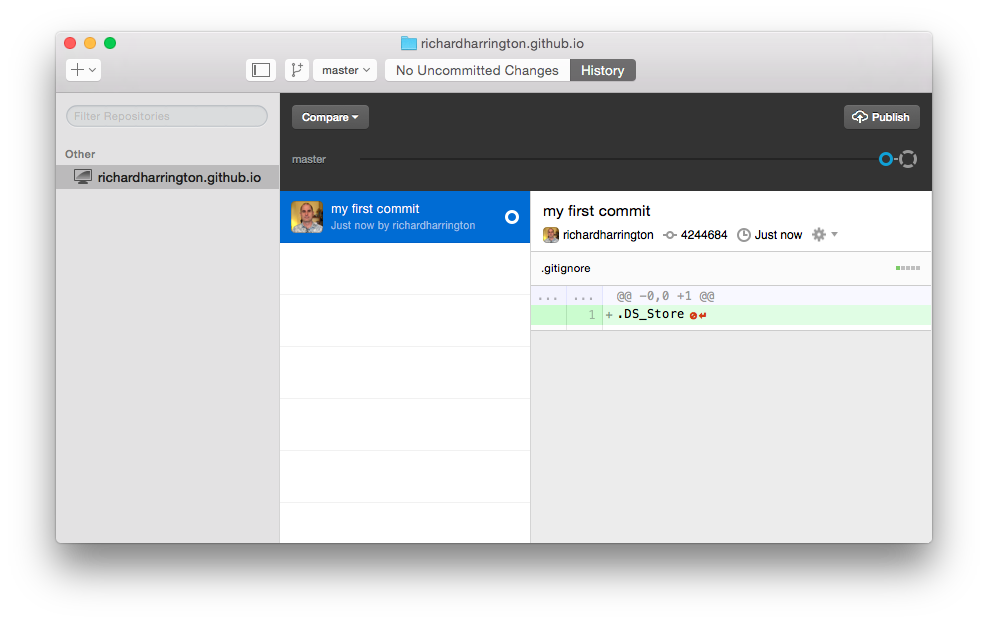 richardharrington.github.io
master
No Uncommitted Changes
History
Filter Repositories
Other
richardharrington.github.io
Compare
Publish
master
my first commit
Just now by richardharrington
my first commit
richardharrington 4244684 Just now
.gitignore
... ... @@ -0,0 +1 @@
1 +.DS_Store